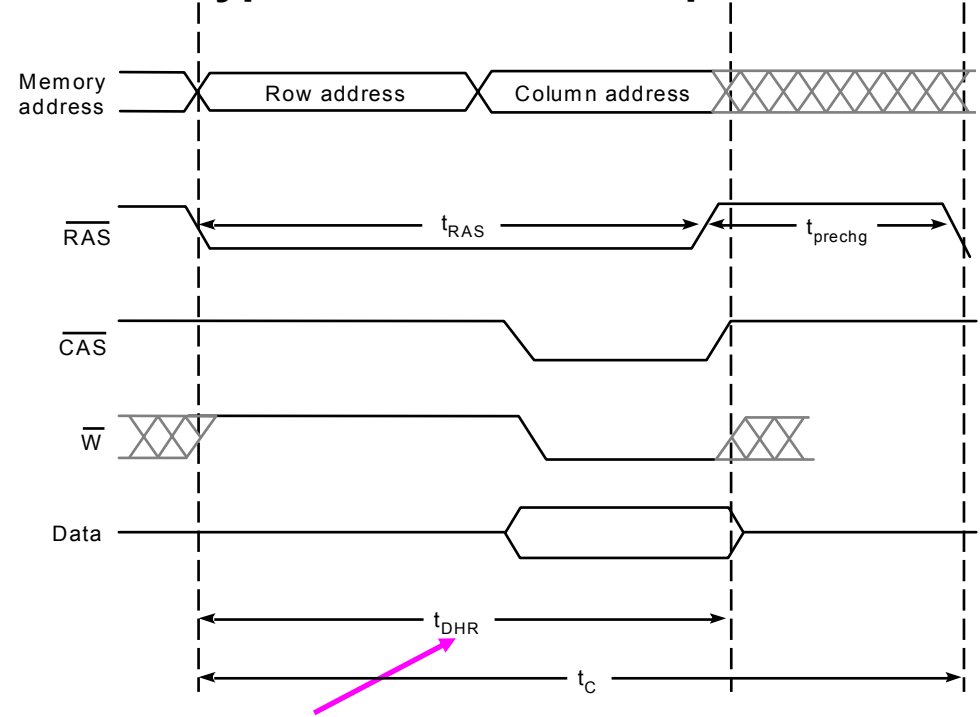 Memory
address
Row address
Column address
RAS
tRAS
tprechg
CAS
W
Data
tDHR
tC